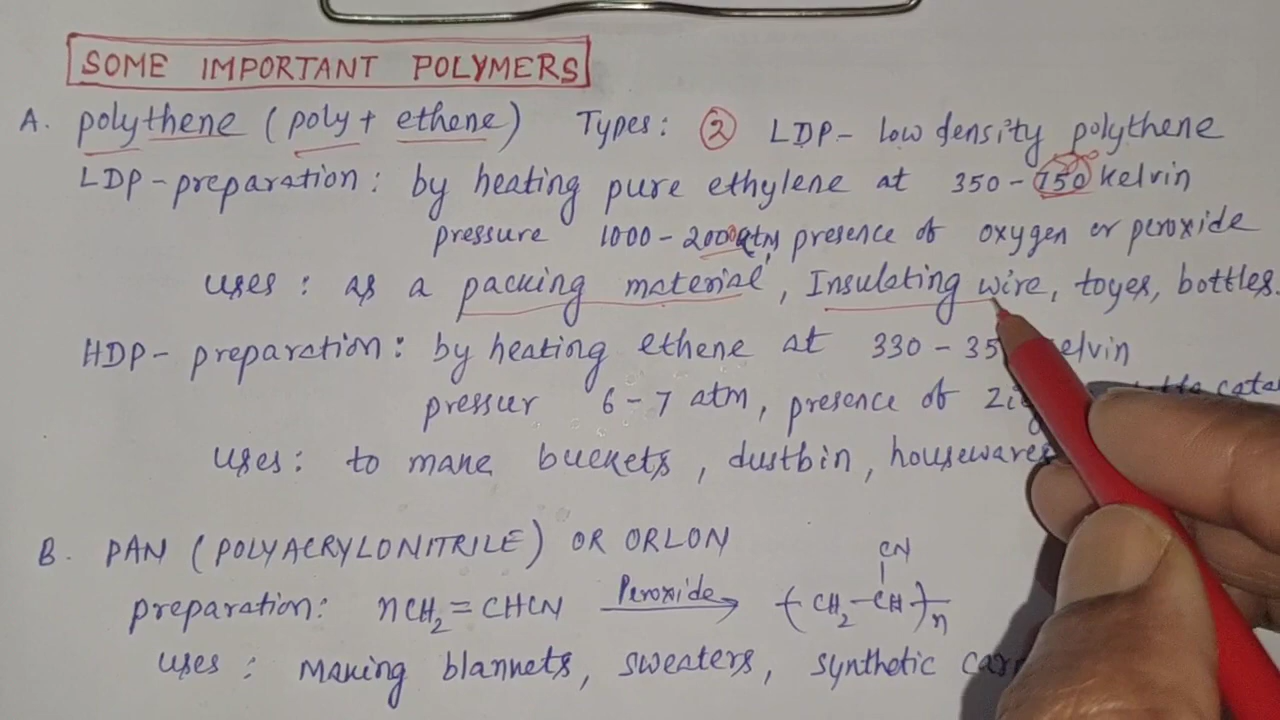 SOME IMPORTANT POLYMERS
A. polythene (poly + ethene) Types: ② LDP- low density polythene
LDP-preparation: by heating pure ethylene at 350-750 kelvin
pressure 1000-2000 atm presence of oxygen or peroxide
uses: as a packing material, Insulating wire, toyes, bottles.
HDP- preparation: by heating ethene at 330-35 kelvin
pressur 6-7 atm, presence of
uses: to make buckets, dustbin, housewares
B. PAN (POLYACRYLONITRILE) OR ORLON
CN
preparation: nCH₂=CHCN Peroxide (CH₂-CH)n
uses: making blankets, sweaters, synthetic